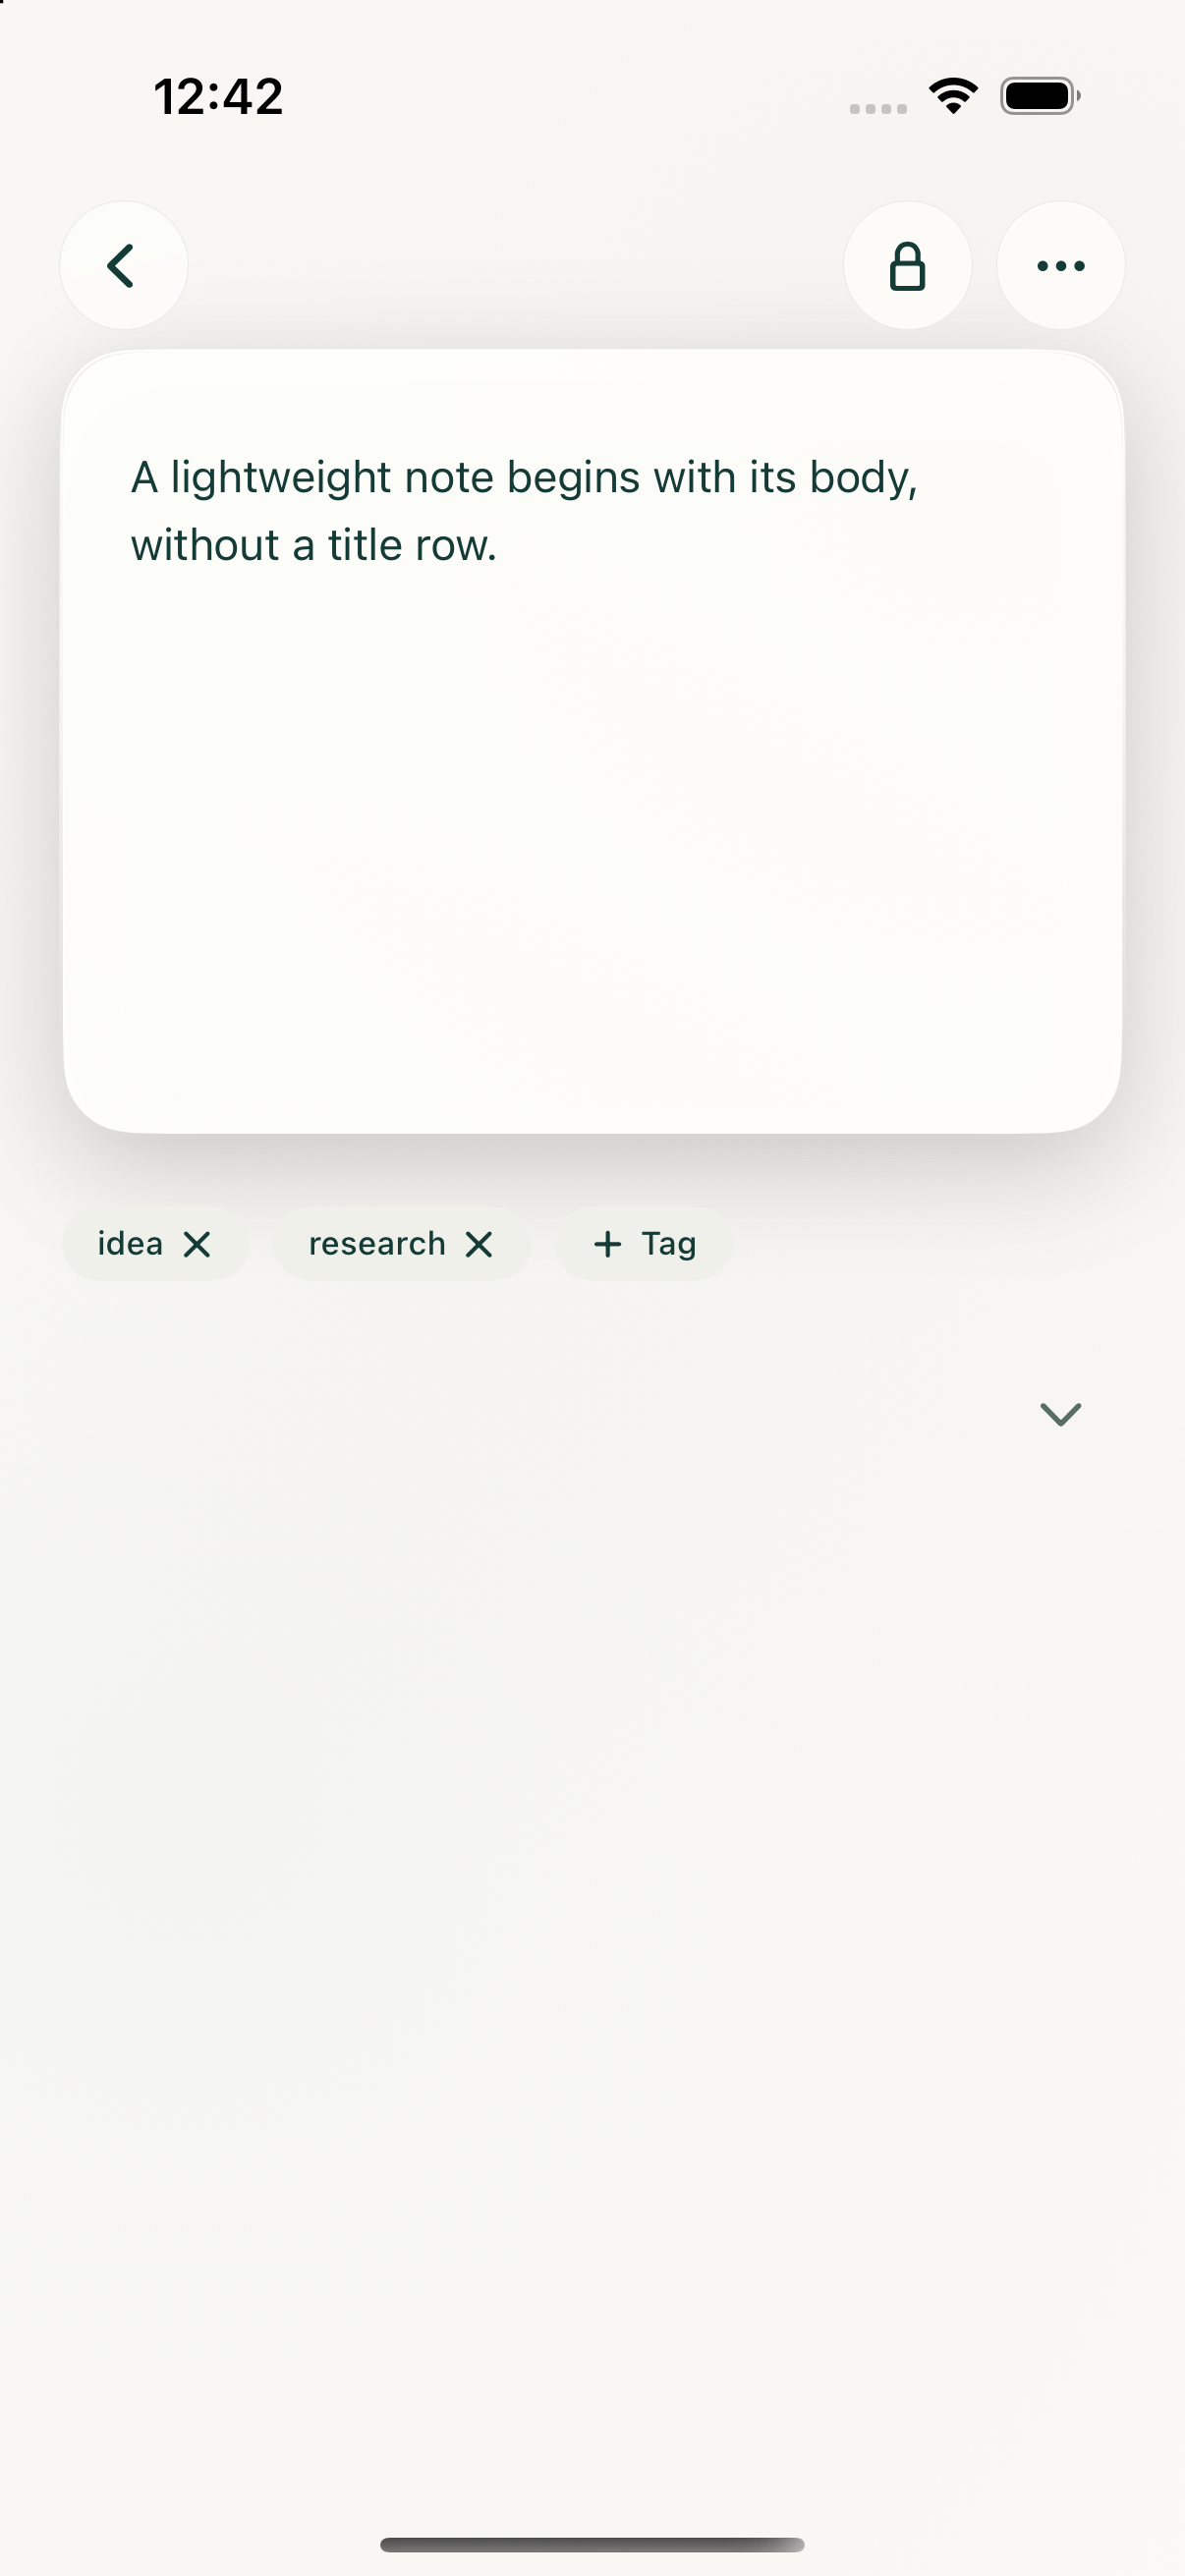 12:42
A lightweight note begins with its body,
without a title row.
idea
research
Tag